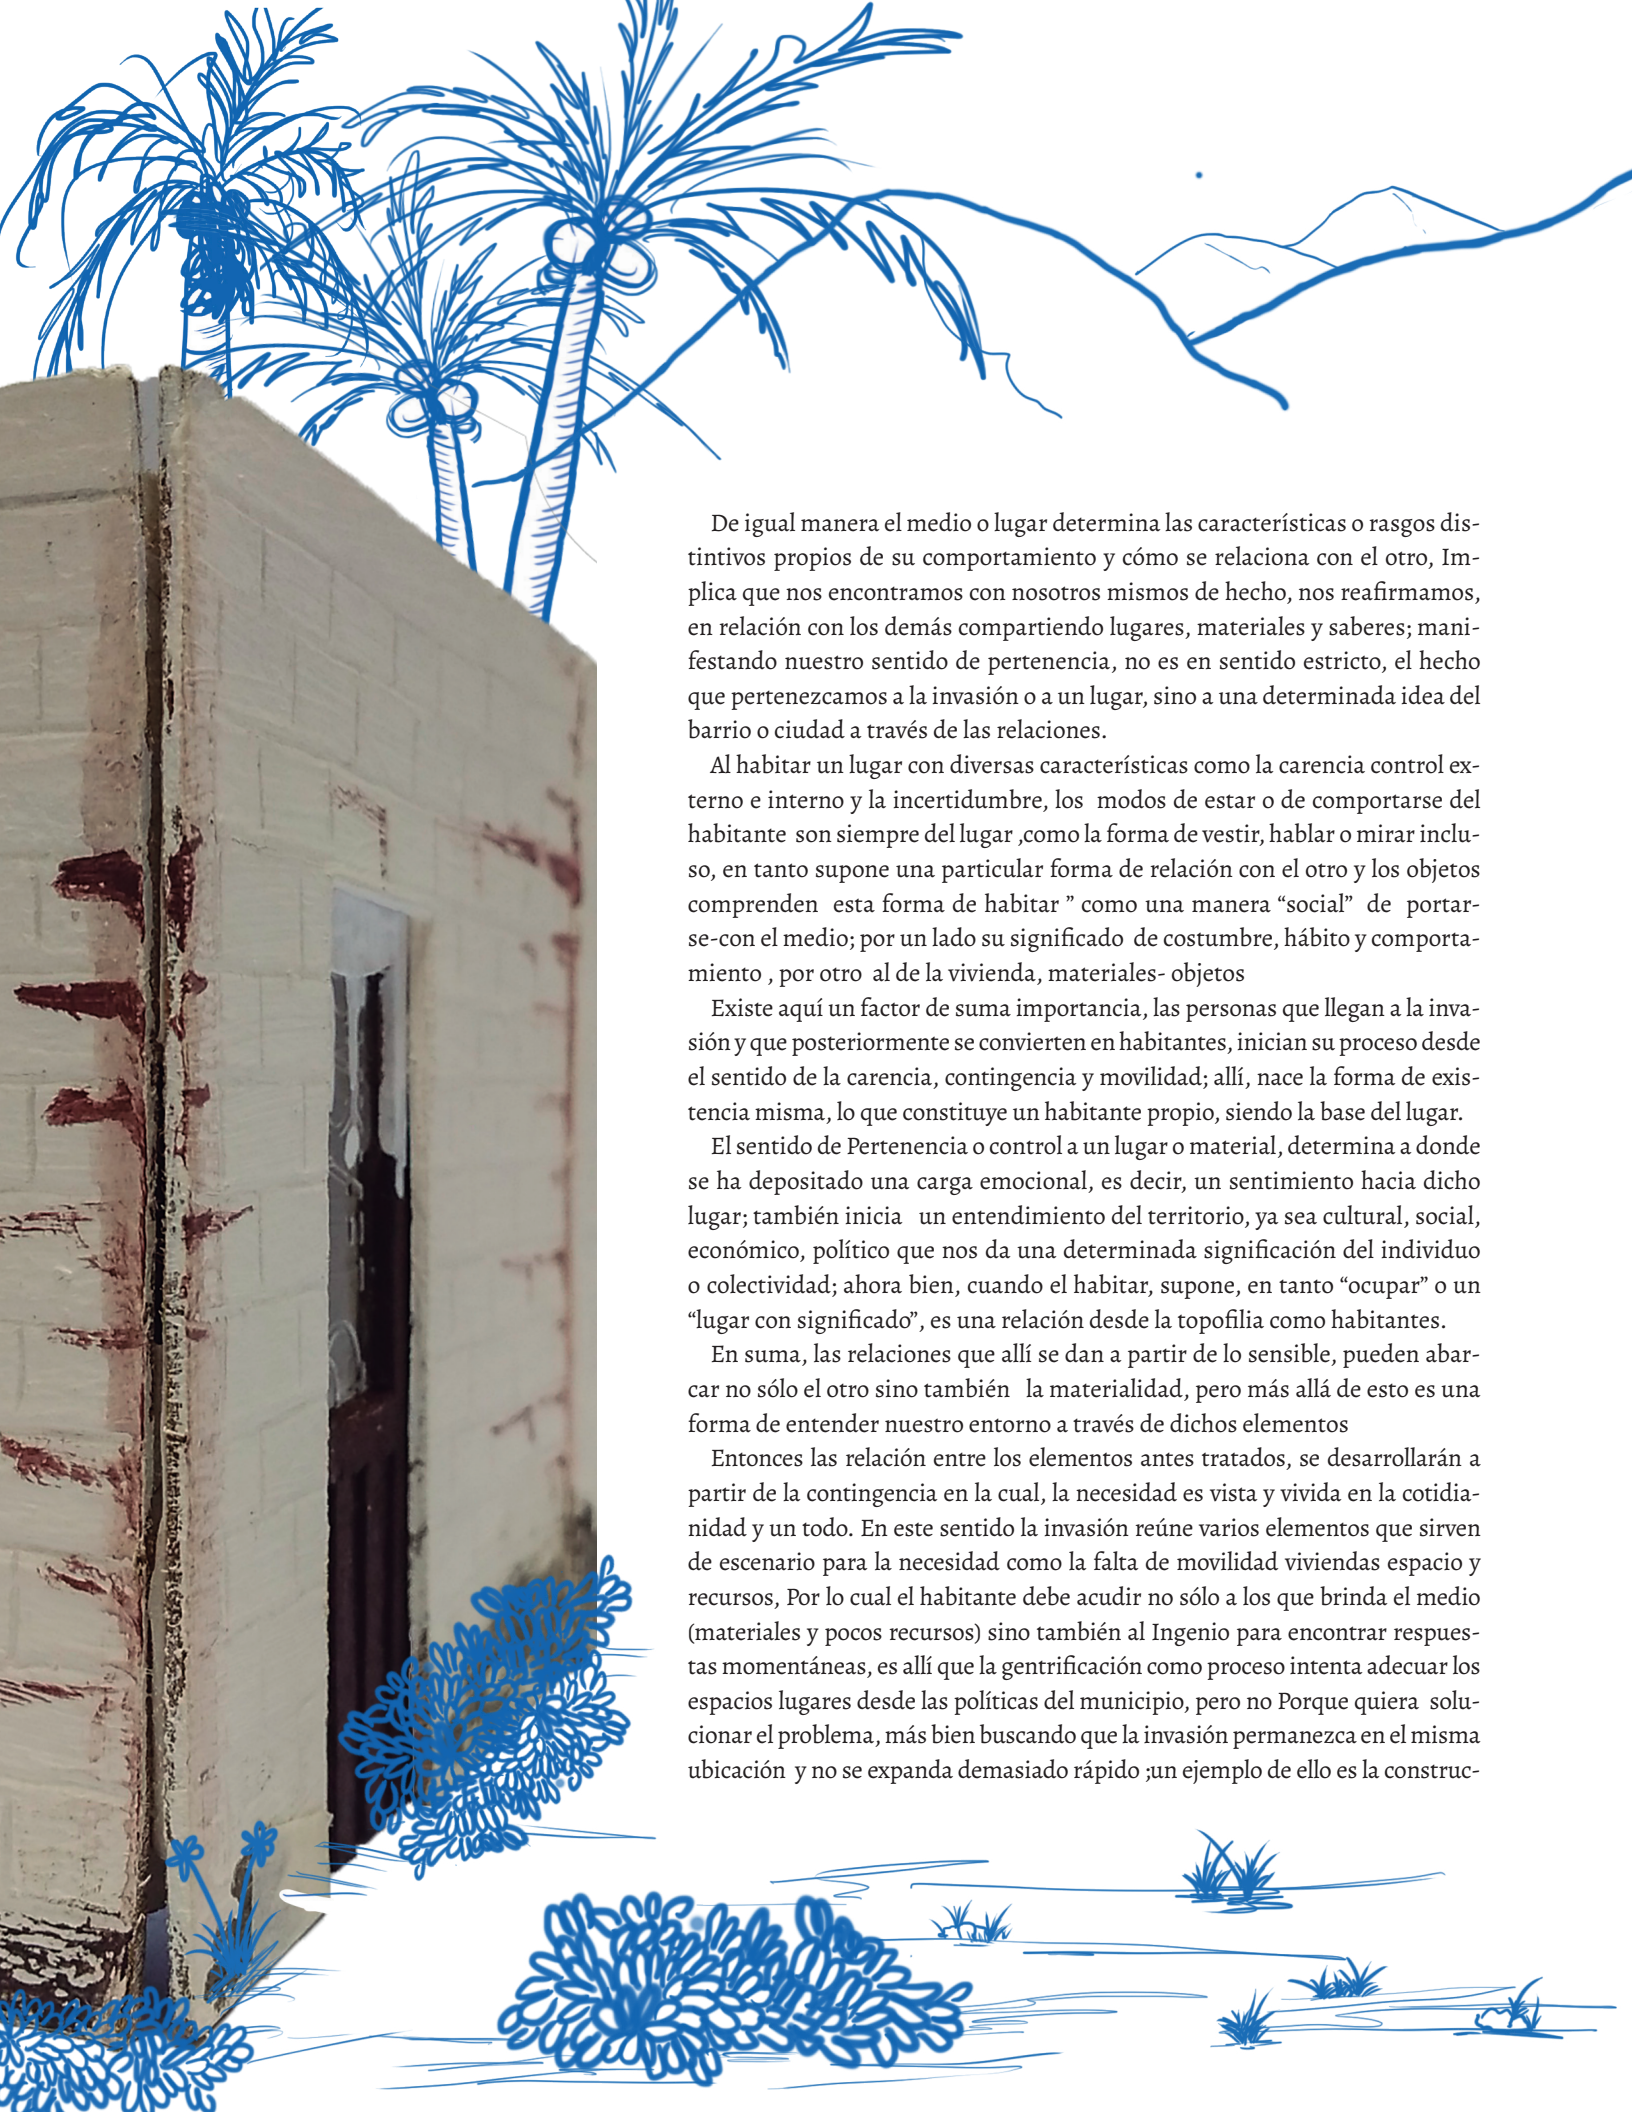 De igual manera el medio o lugar determina las características o rasgos dis-
tintivos propios de su comportamiento y cómo se relaciona con el otro, Im-
plica que nos encontramos con nosotros mismos de hecho, nos reafirmamos,
en relación con los demás compartiendo lugares, materiales y saberes; mani-
festando nuestro sentido de pertenencia, no es en sentido estricto, el hecho
que pertenezcamos a la invasión o a un lugar, sino a una determinada idea del
barrio o ciudad a través de las relaciones.
Al habitar un lugar con diversas características como la carencia control ex-
terno e interno y la incertidumbre, los modos de estar o de comportarse del
habitante son siempre del lugar ,como la forma de vestir, hablar o mirar inclu-
so, en tanto supone una particular forma de relación con el otro y los objetos
comprenden esta forma de habitar ” como una manera “social” de portar-
se-con el medio; por un lado su significado de costumbre, hábito y comporta-
miento , por otro al de la vivienda, materiales- objetos
Existe aquí un factor de suma importancia, las personas que llegan a la inva-
sión y que posteriormente se convierten en habitantes, inician su proceso desde
el sentido de la carencia, contingencia y movilidad; allí, nace la forma de exis-
tencia misma, lo que constituye un habitante propio, siendo la base del lugar.
El sentido de Pertenencia o control a un lugar o material, determina a donde
se ha depositado una carga emocional, es decir, un sentimiento hacia dicho
lugar; también inicia un entendimiento del territorio, ya sea cultural, social,
económico, político que nos da una determinada significación del individuo
o colectividad; ahora bien, cuando el habitar, supone, en tanto “ocupar” o un
“lugar con significado”, es una relación desde la topofilia como habitantes.
En suma, las relaciones que allí se dan a partir de lo sensible, pueden abar-
car no sólo el otro sino también la materialidad, pero más allá de esto es una
forma de entender nuestro entorno a través de dichos elementos
Entonces las relación entre los elementos antes tratados, se desarrollarán a
partir de la contingencia en la cual, la necesidad es vista y vivida en la cotidia-
nidad y un todo. En este sentido la invasión reúne varios elementos que sirven
de escenario para la necesidad como la falta de movilidad viviendas espacio y
recursos, Por lo cual el habitante debe acudir no sólo a los que brinda el medio
(materiales y pocos recursos) sino también al Ingenio para encontrar respues-
tas momentáneas, es allí que la gentrificación como proceso intenta adecuar los
espacios lugares desde las políticas del municipio, pero no Porque quiera solu-
cionar el problema, más bien buscando que la invasión permanezca en el misma
ubicación y no se expanda demasiado rápido ;un ejemplo de ello es la construc-